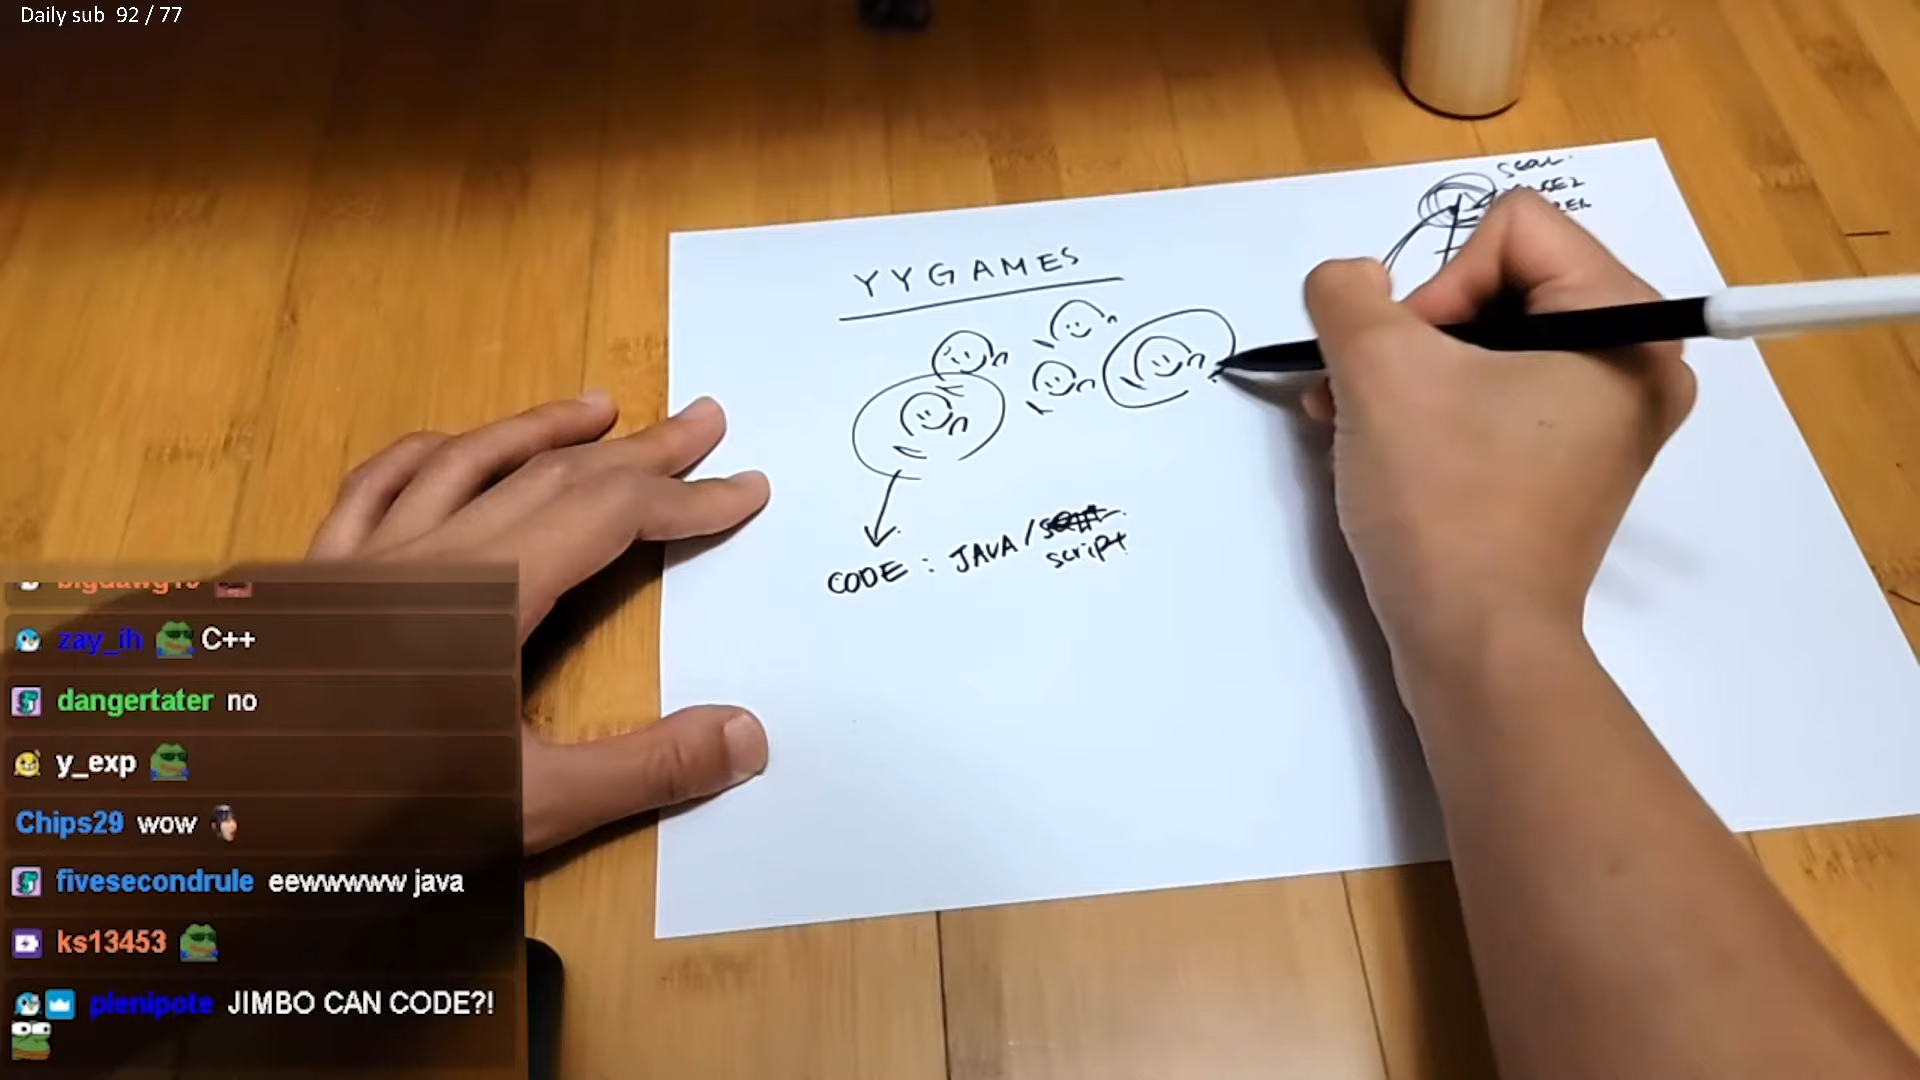 Daily sub 92 / 77
YYGAMES
CODE : JAVA /
script
zay_ih C++
dangertater no
y_exp
Chips29 wow
fivesecondrule eewwwww java
ks13453
plenipote JIMBO CAN CODE?!